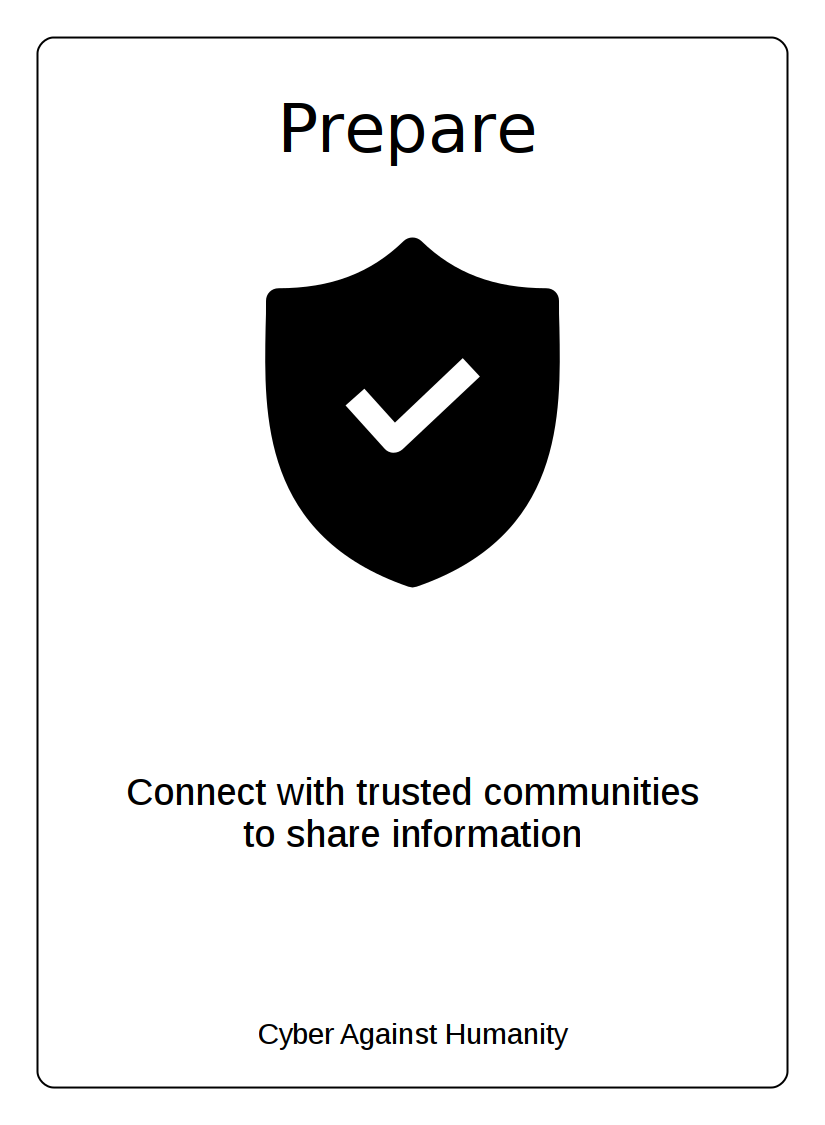 Prepare
Connect with trusted communities
to share information
Cyber Against Humanity